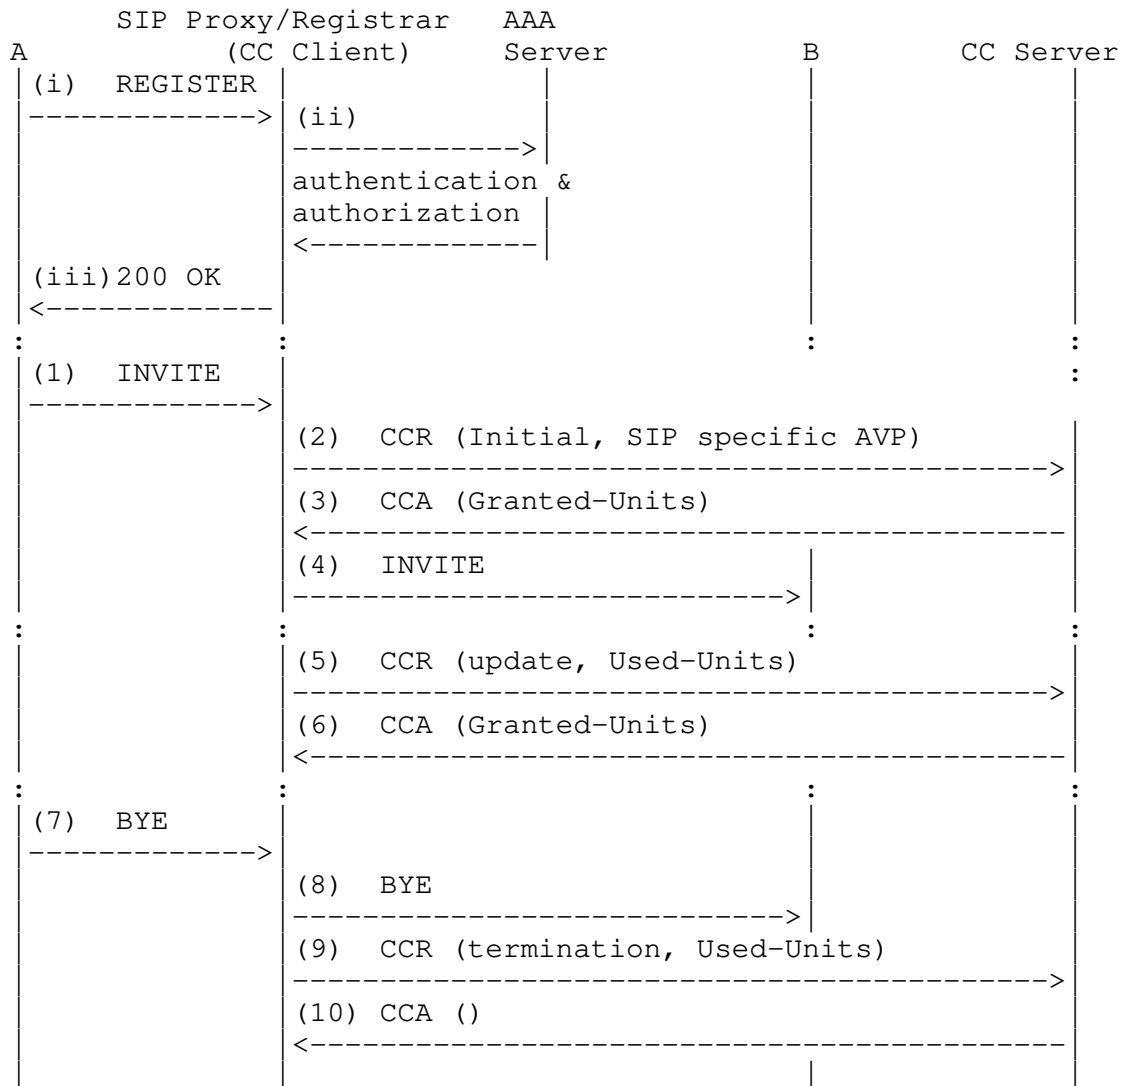 SIP Proxy/Registrar AAA
A (CC Client) Server B CC Server
(i) REGISTER
(ii)
authentication &
authorization
(iii) 200 OK
(1) INVITE
(2) CCR (Initial, SIP specific AVP)
(3) CCA (Granted-Units)
(4) INVITE
(5) CCR (update, Used-Units)
(6) CCA (Granted-Units)
(7) BYE
(8) BYE
(9) CCR (termination, Used-Units)
(10) CCA ()